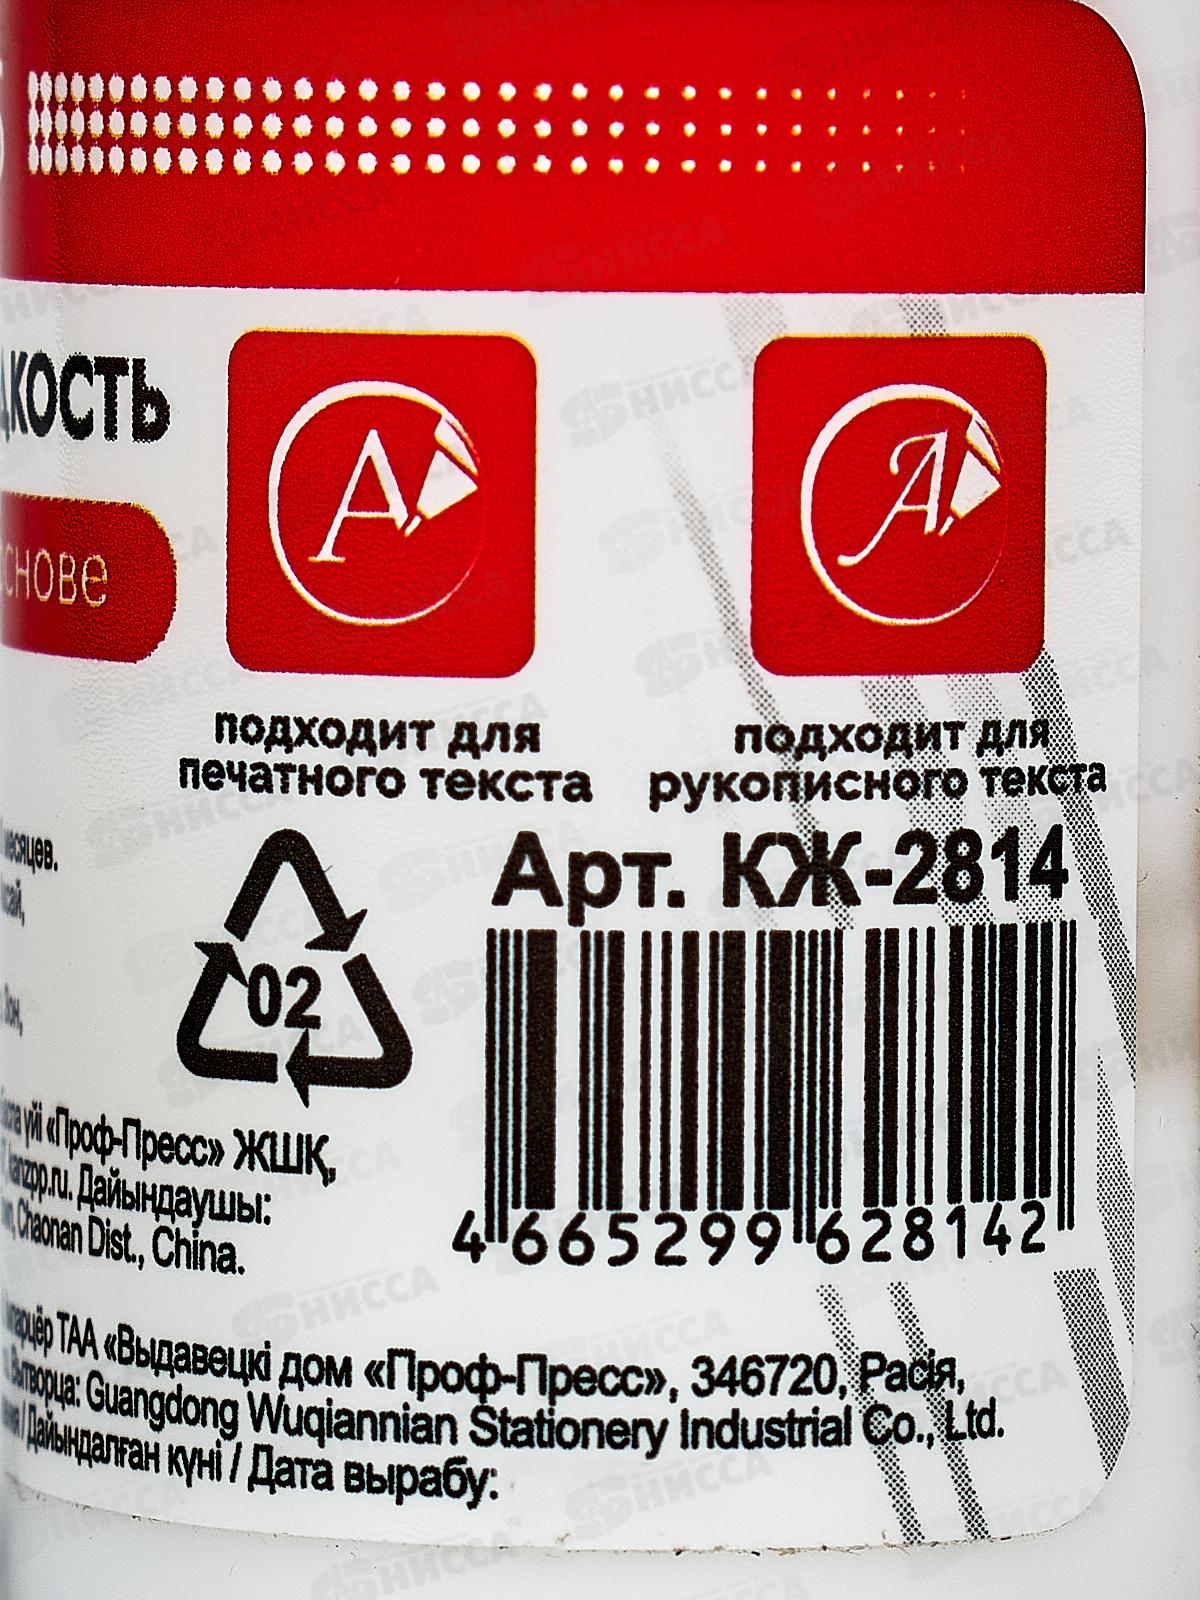 подходит для
печатного текста
подходит для
рукописного текста
месяцев.
Арт. КЖ-2814
02
4 665299 628142
үйі «Проф-Пресс» ЖШҚ,
kanzpp.ru. Дайындаушы:
Chaonan Dist., China.
ТАА «Выдавецкі дом «Проф-Пресс», 346720, Расія,
Вытворца: Guangdong Wuqiannian Stationery Industrial Co., Ltd.
/ Дайындалған күні / Дата вырабу:
НИССА